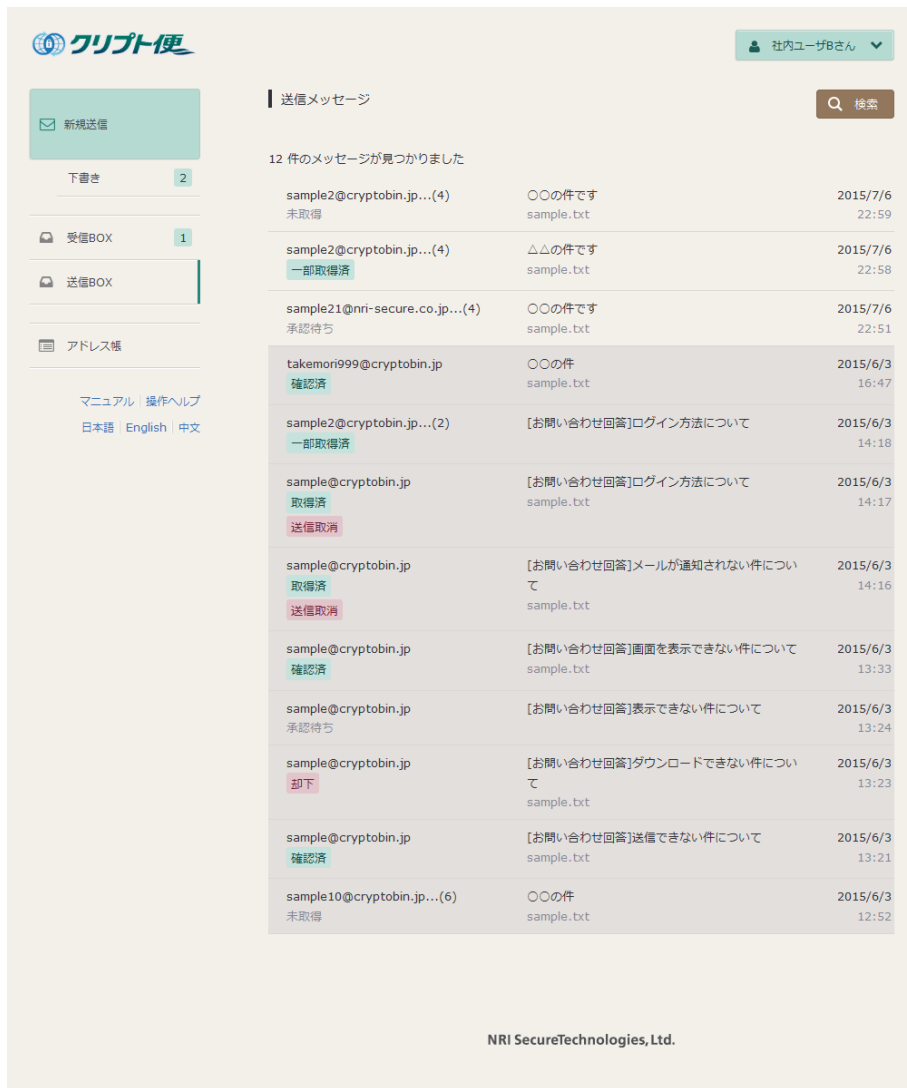 クリプト便
社内ユーザBさん
新規送信
下書き 2
受信BOX 1
送信BOX
アドレス帳
マニュアル 操作ヘルプ
日本語 English 中文
送信メッセージ
検索
12 件のメッセージが見つかりました
sample2@cryptobin.jp...(4) 〇〇の件です 2015/7/6
未取得 sample.txt 22:59
sample2@cryptobin.jp...(4) △△の件です 2015/7/6
一部取得済 sample.txt 22:58
sample21@nri-secure.co.jp...(4) 〇〇の件です 2015/7/6
承認待ち sample.txt 22:51
takemori999@cryptobin.jp 〇〇の件 2015/6/3
確認済 sample.txt 16:47
sample2@cryptobin.jp...(2) [お問い合わせ回答]ログイン方法について 2015/6/3
一部取得済 14:18
sample@cryptobin.jp [お問い合わせ回答]ログイン方法について 2015/6/3
取得済 sample.txt 14:17
送信取消
sample@cryptobin.jp [お問い合わせ回答]メールが通知されない件につい 2015/6/3
取得済 て 14:16
送信取消 sample.txt
sample@cryptobin.jp [お問い合わせ回答]画面を表示できない件について 2015/6/3
確認済 sample.txt 13:33
sample@cryptobin.jp [お問い合わせ回答]表示できない件について 2015/6/3
承認待ち 13:24
sample@cryptobin.jp [お問い合わせ回答]ダウンロードできない件につい 2015/6/3
却下 て 13:23
sample.txt
sample@cryptobin.jp [お問い合わせ回答]送信できない件について 2015/6/3
確認済 sample.txt 13:21
sample10@cryptobin.jp...(6) 〇〇の件 2015/6/3
未取得 sample.txt 12:52
NRI SecureTechnologies, Ltd.